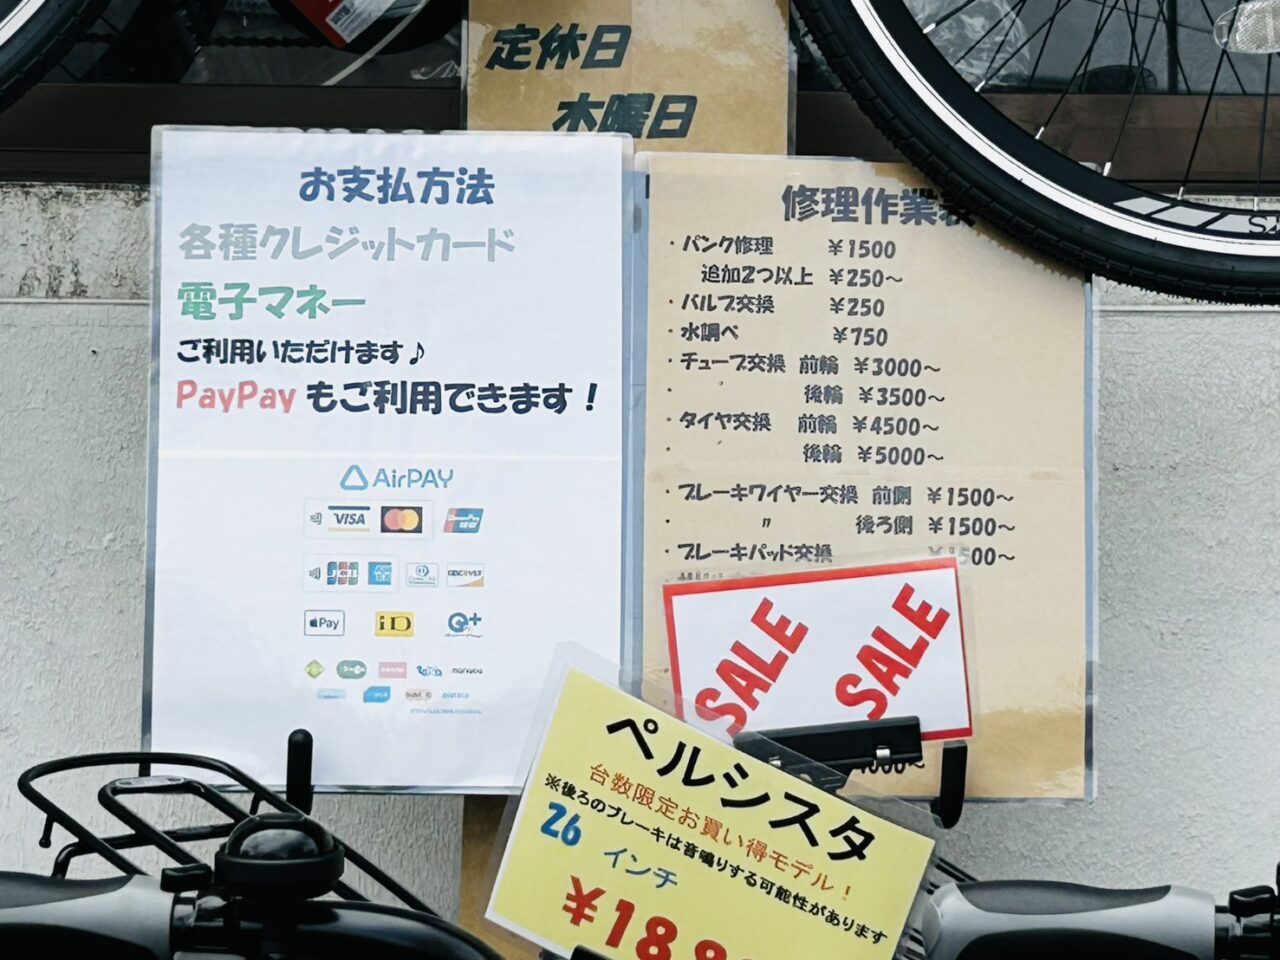 定休日
木曜日
お支払方法
各種クレジットカード
電子マネー
ご利用いただけます♪
PayPay もご利用できます！
AirPAY
VISA
JCB
DISCOVER
Pay
iD
修理作業
・パンク修理 ￥1500
追加2つ以上 ￥250～
・バルブ交換 ￥250
・水調べ ￥750
・チューブ交換 前輪 ￥3000～
・ 〃 後輪 ￥3500～
・タイヤ交換 前輪 ￥4500～
・ 後輪 ￥5000～
・ブレーキワイヤー交換 前側 ￥1500～
・ 〃 後ろ側 ￥1500～
・ブレーキパッド交換
SALE SALE
ペルシスタ
台数限定お買い得モデル！
※後ろのブレーキは音鳴りする可能性があります
26
インチ
￥18